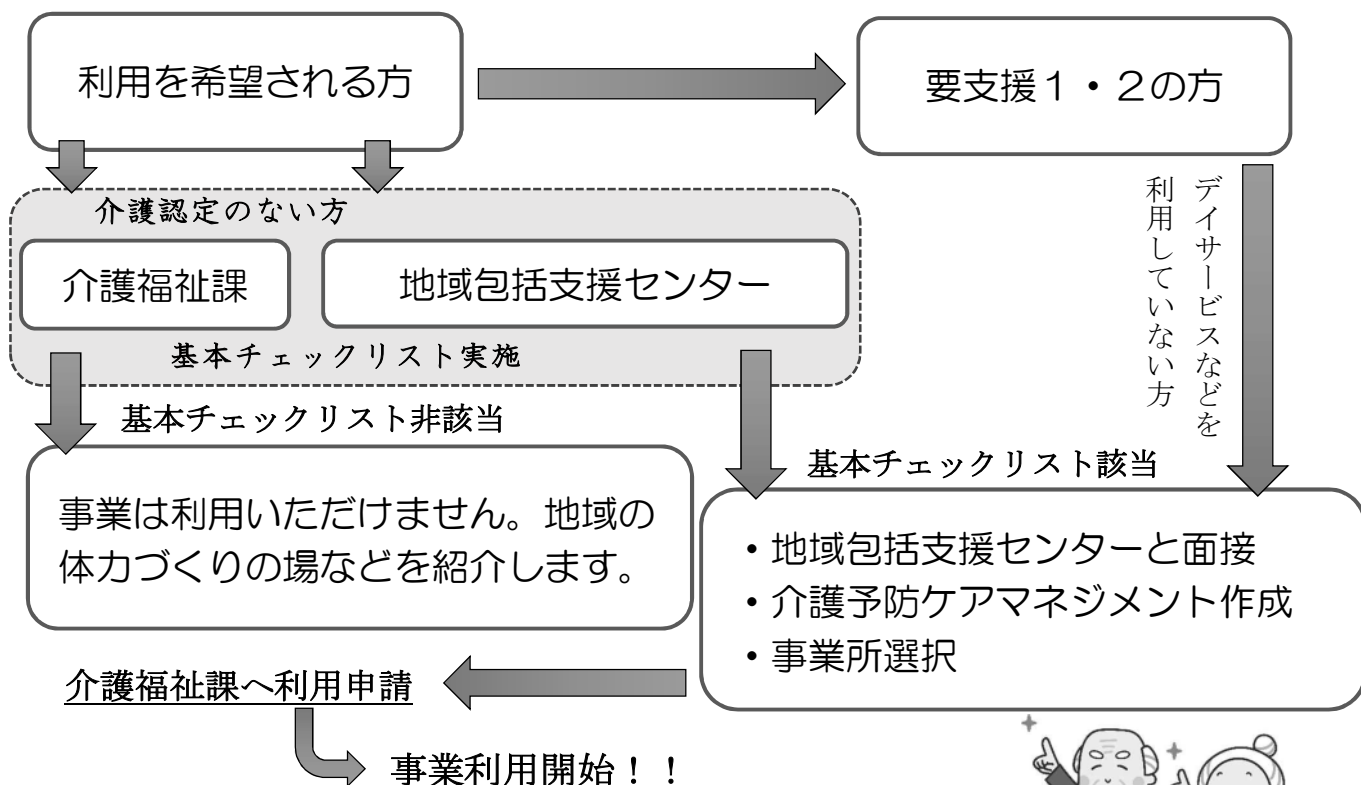 利用を希望される方
要支援１・２の方
介護認定のない方
介護福祉課
地域包括支援センター
基本チェックリスト実施
デイサービスなどを
利用していない方
基本チェックリスト非該当
基本チェックリスト該当
事業は利用いただけません。地域の
体力づくりの場などを紹介します。
・地域包括支援センターと面接
・介護予防ケアマネジメント作成
・事業所選択
介護福祉課へ利用申請
事業利用開始！！